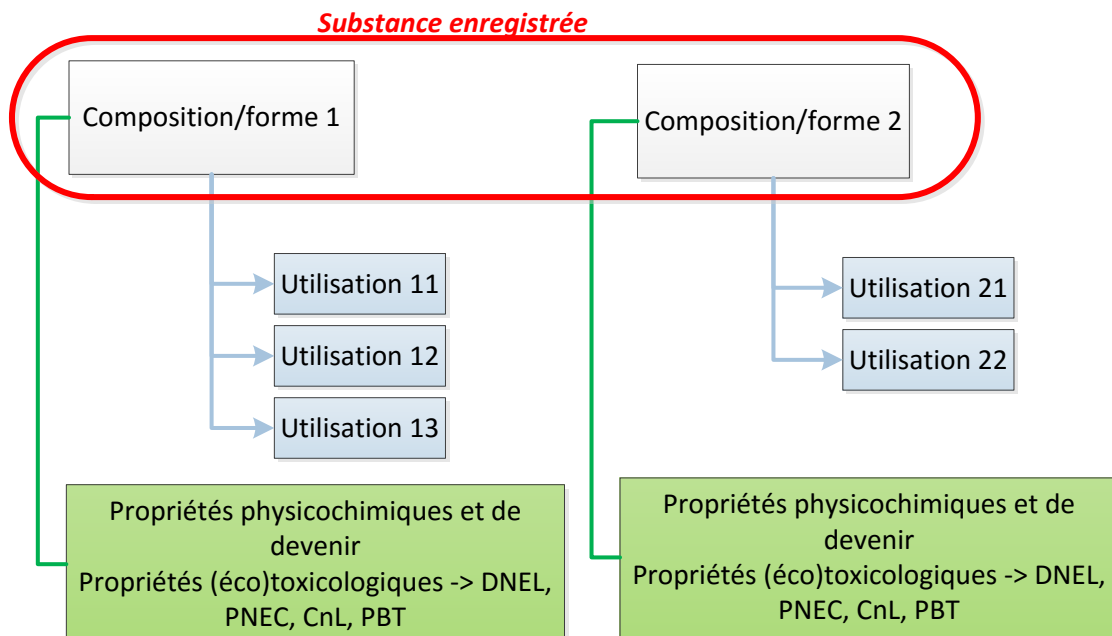 Substance enregistrée
Composition/forme 1
Composition/forme 2
Utilisation 11
Utilisation 12
Utilisation 13
Utilisation 21
Utilisation 22
Propriétés physicochimiques et de
devenir
Propriétés (éco)toxicologiques -> DNEL,
PNEC, CnL, PBT
Propriétés physicochimiques et de
devenir
Propriétés (éco)toxicologiques -> DNEL,
PNEC, CnL, PBT